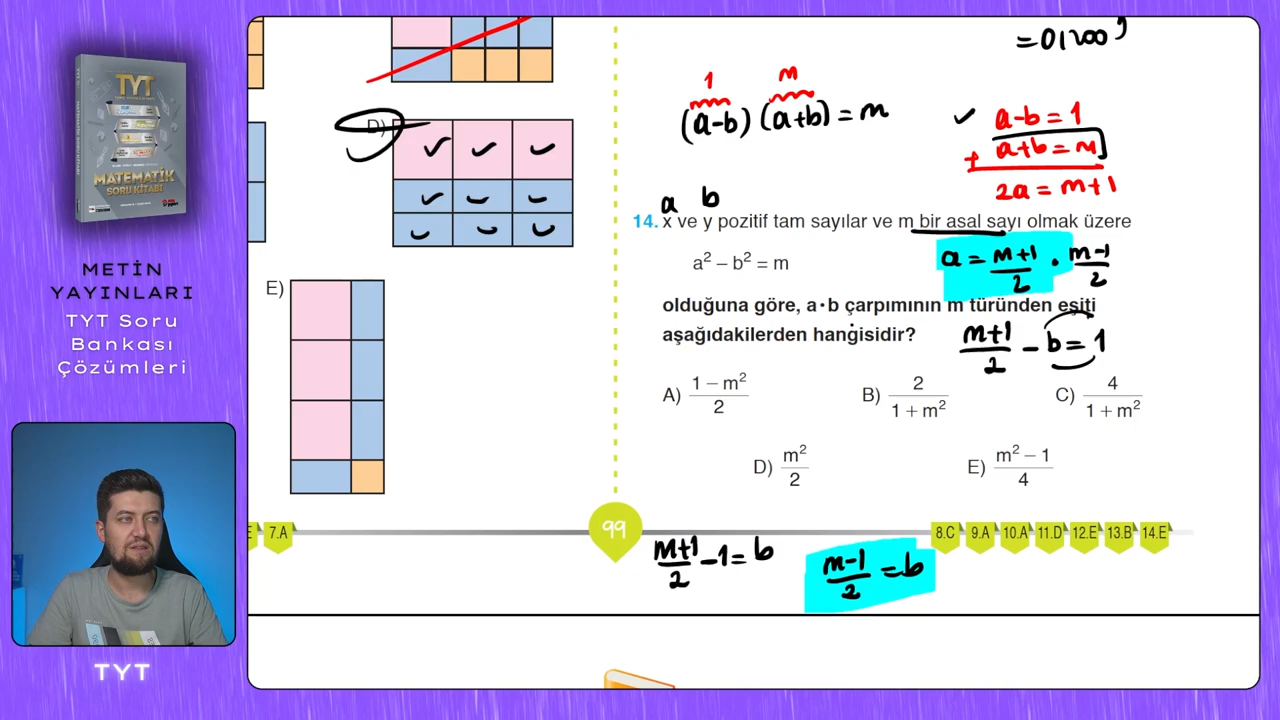 TYT
MATEMATİK
SORU KİTABI
METİN
YAYINLARI
TYT Soru
Bankası
Çözümleri
TYT
D)
E)
7.A
= 0,1200
1 m
(a-b) (a+b) = m
a-b = 1
+ a+b = m
2a = m+1
a b
14. x ve y pozitif tam sayılar ve m bir asal sayı olmak üzere
a² – b² = m
a = m+1/2 . m-1/2
olduğuna göre, a·b çarpımının m türünden eşiti
aşağıdakilerden hangisidir?
m+1/2 - b = 1
A) 1 – m²/2 B) 2/1 + m² C) 4/1 + m²
D) m²/2 E) m² – 1/4
99
8.C 9.A 10.A 11.D 12.E 13.B 14.E
m+1/2 - 1 = b
m-1/2 = b